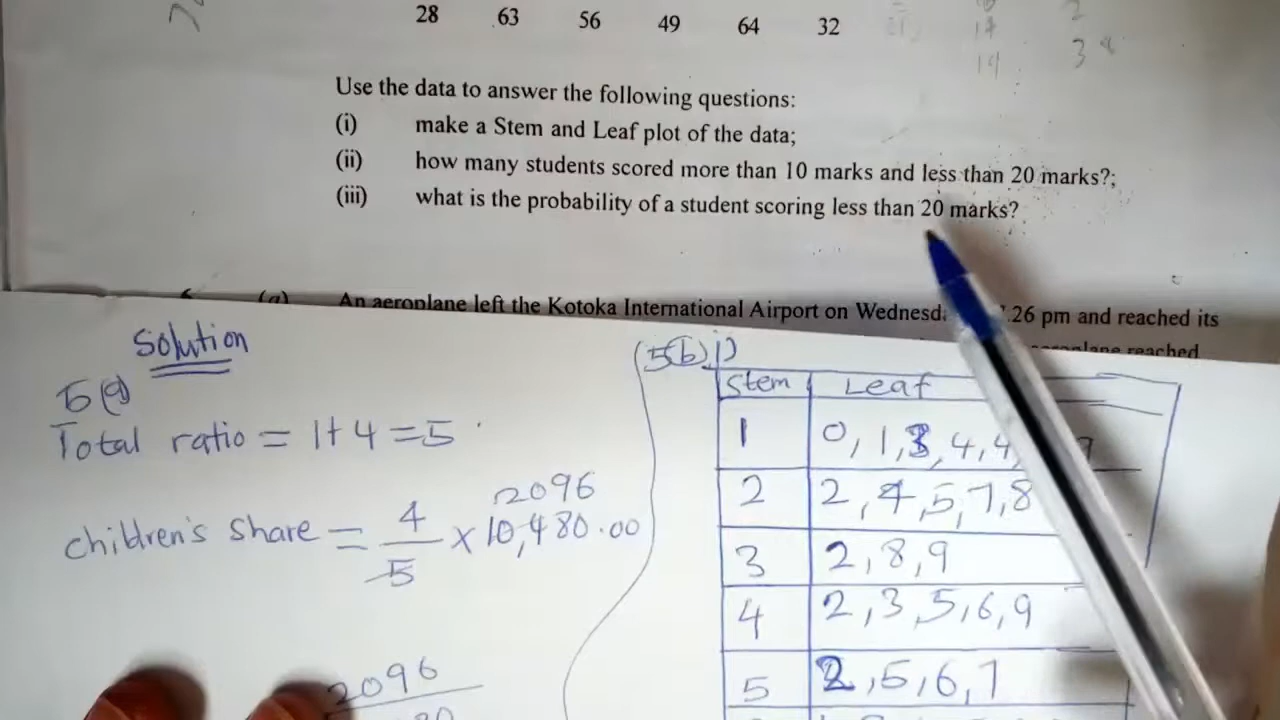 28 63 56 49 64 32
Use the data to answer the following questions:
(i) make a Stem and Leaf plot of the data;
(ii) how many students scored more than 10 marks and less than 20 marks?;
(iii) what is the probability of a student scoring less than 20 marks?
(a) An aeroplane left the Kotoka International Airport on Wednesd 26 pm and reached its
aeroplane reached
Solution
5(a)
Total ratio = 1+4=5
2096
children's share = 4/5 x 10,480.00
2096
5(b) i)
Stem Leaf
1 0, 1, 3, 4, 4
2 2, 4, 5, 7, 8
3 2, 8, 9
4 2, 3, 5, 6, 9
5 2, 5, 6, 7